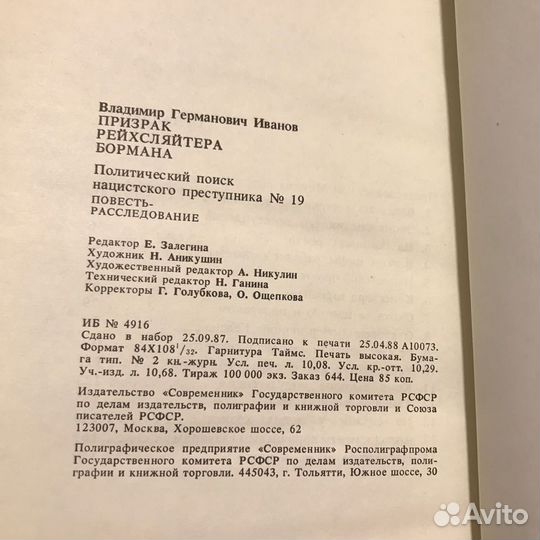 Владимир Германович Иванов
ПРИЗРАК
РЕЙХСЛЯЙТЕРА
БОРМАНА
Политический поиск
нацистского преступника № 19
ПОВЕСТЬ-
РАССЛЕДОВАНИЕ
Редактор Е. Залегина
Художник Н. Аникушин
Художественный редактор А. Никулин
Технический редактор Н. Ганина
Корректоры Г. Голубкова, О. Ощепкова
ИБ № 4916
Сдано в набор 25.09.87. Подписано к печати 25.04.88 А10073.
Формат 84Х108¹/₃₂. Гарнитура Таймс. Печать высокая. Бума-
га тип. № 2 кн.-журн. Усл. печ. л. 10,08. Усл. кр.-отт. 10,29.
Уч.-изд. л. 10,68. Тираж 100 000 экз. Заказ 644. Цена 85 коп.
Издательство «Современник» Государственного комитета РСФСР
по делам издательств, полиграфии и книжной торговли и Союза
писателей РСФСР.
123007, Москва, Хорошевское шоссе, 62
Полиграфическое предприятие «Современник» Росполиграфпрома
Государственного комитета РСФСР по делам издательств, поли-
графии и книжной торговли. 445043, г. Тольятти, Южное шоссе, 30
Avito